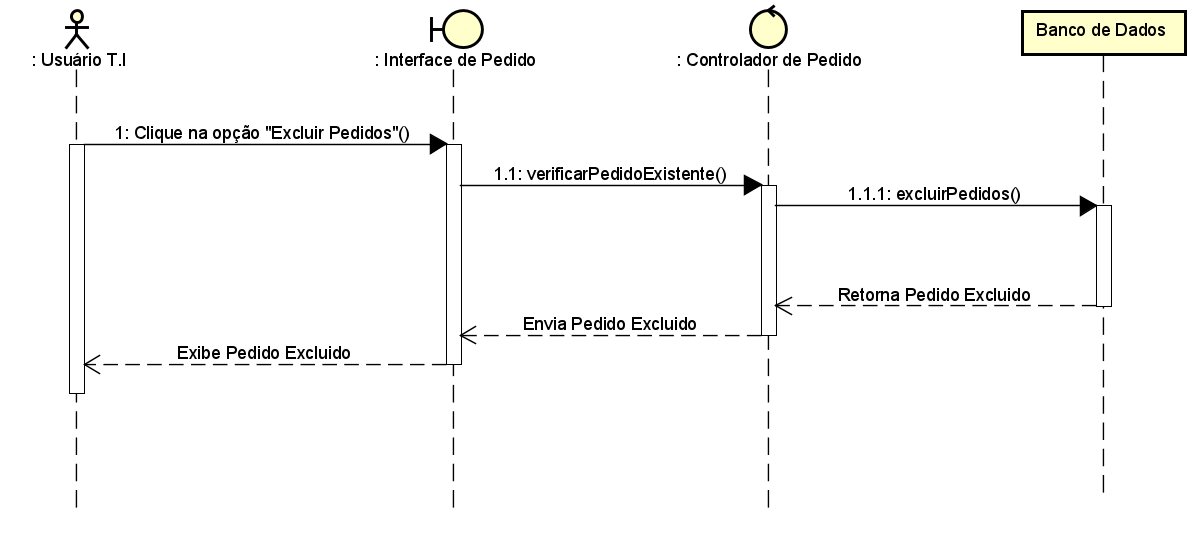 : Usuário T.I
: Interface de Pedido
: Controlador de Pedido
Banco de Dados
1: Clique na opção "Excluir Pedidos"()
1.1: verificarPedidoExistente()
1.1.1: excluirPedidos()
Retorna Pedido Excluido
Envia Pedido Excluido
Exibe Pedido Excluido